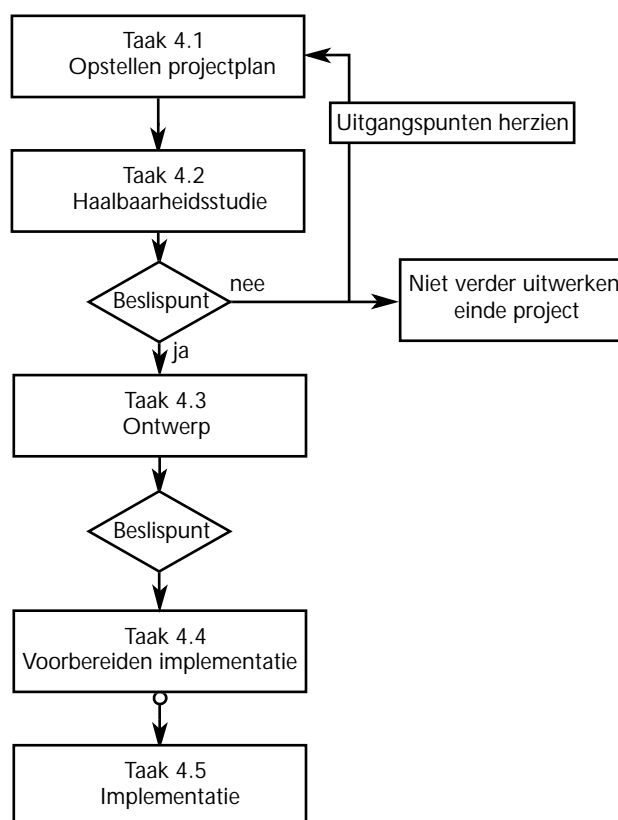 Taak 4.1
Opstellen projectplan
Uitgangspunten herzien
Taak 4.2
Haalbaarheidsstudie
Beslispunt
nee
Niet verder uitwerken
einde project
ja
Taak 4.3
Ontwerp
Beslispunt
Taak 4.4
Voorbereiden implementatie
Taak 4.5
Implementatie